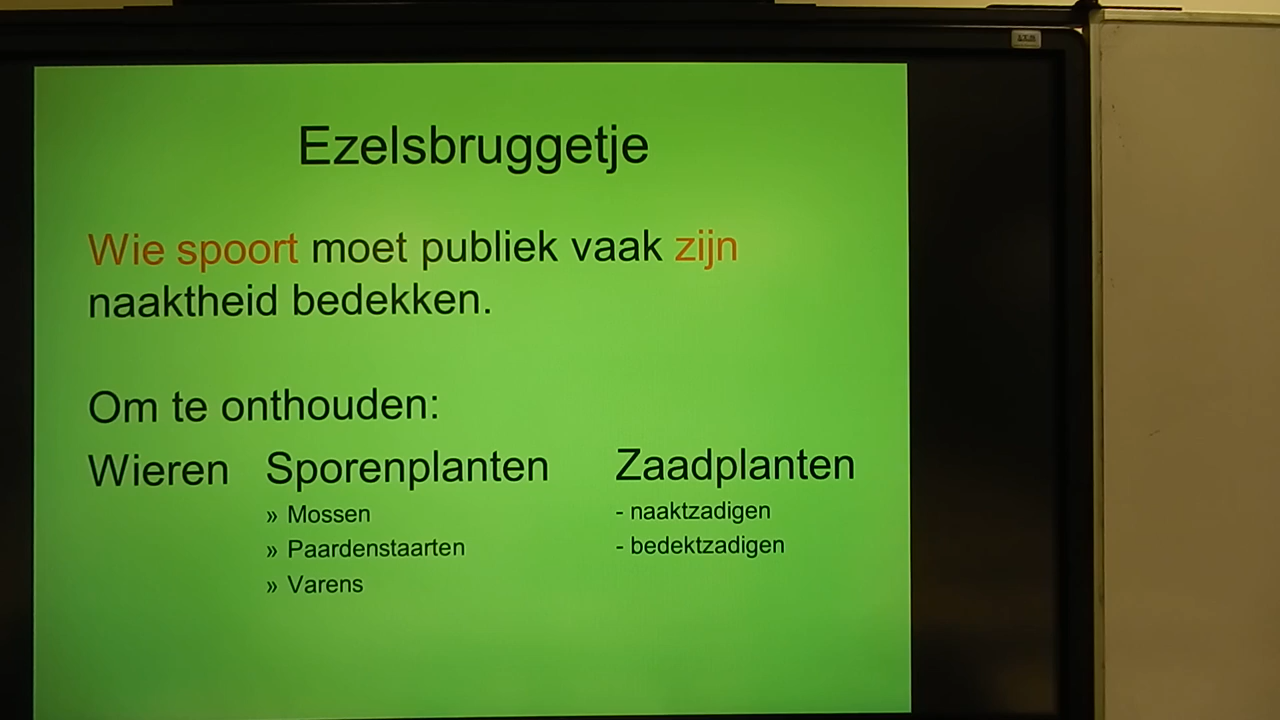 Ezelsbruggetje
Wie spoort moet publiek vaak zijn
naaktheid bedekken.
Om te onthouden:
Wieren Sporenplanten Zaadplanten
» Mossen - naaktzadigen
» Paardenstaarten - bedektzadigen
» Varens